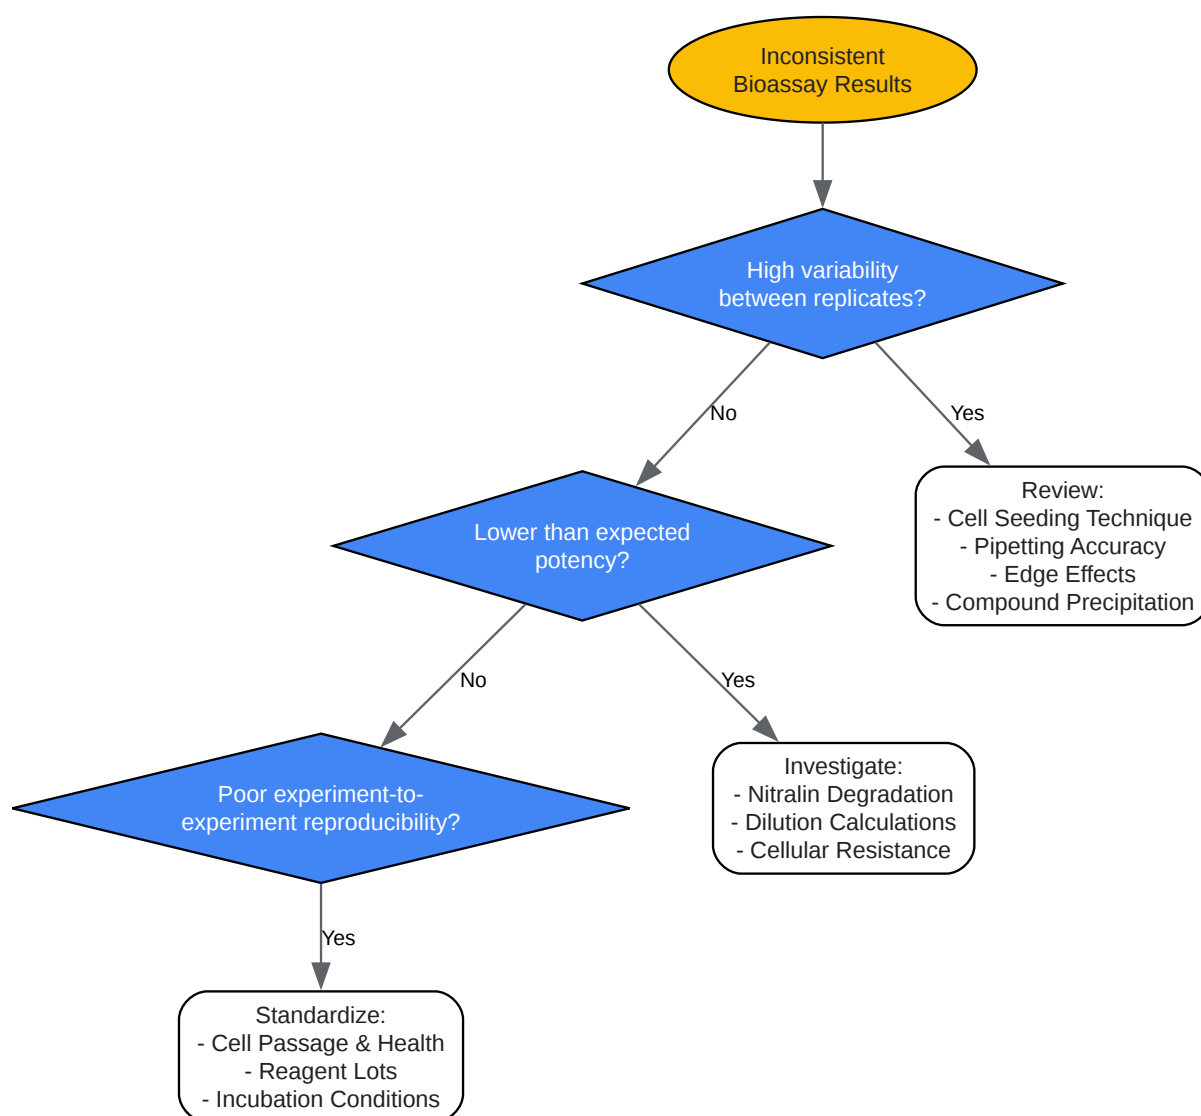 Inconsistent
Bioassay Results
High variability
between replicates?
No
Yes
Review:
- Cell Seeding Technique
- Pipetting Accuracy
- Edge Effects
- Compound Precipitation
Lower than expected
potency?
No
Yes
Investigate:
- Nitralin Degradation
- Dilution Calculations
- Cellular Resistance
Poor experiment-to-
experiment reproducibility?
Yes
Standardize:
- Cell Passage & Health
- Reagent Lots
- Incubation Conditions